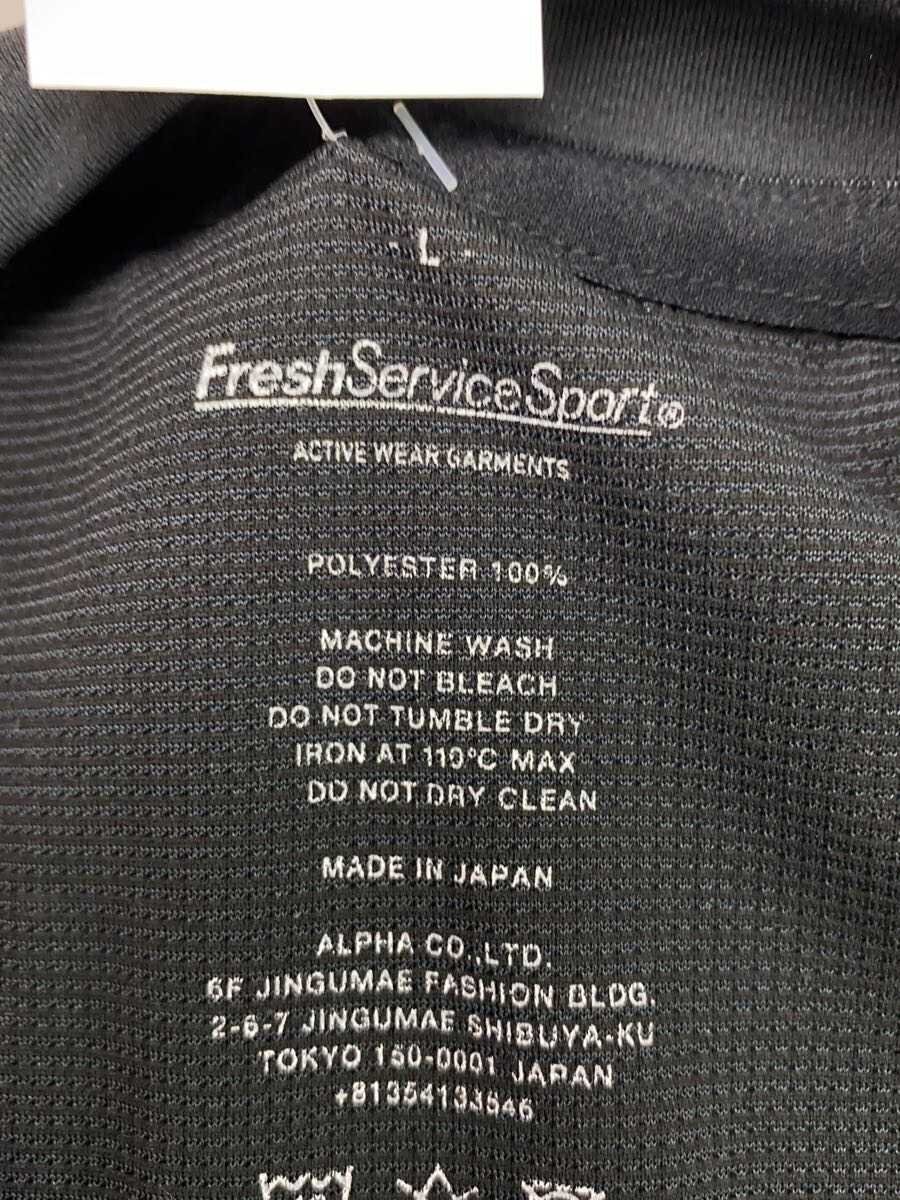 - L -
FreshServiceSport®
ACTIVE WEAR GARMENTS
POLYESTER 100%
MACHINE WASH
DO NOT BLEACH
DO NOT TUMBLE DRY
IRON AT 110°C MAX
DO NOT DRY CLEAN
MADE IN JAPAN
ALPHA CO.,LTD.
6F JINGUMAE FASHION BLDG.
2-6-7 JINGUMAE SHIBUYA-KU
TOKYO 150-0001 JAPAN
+81354133546